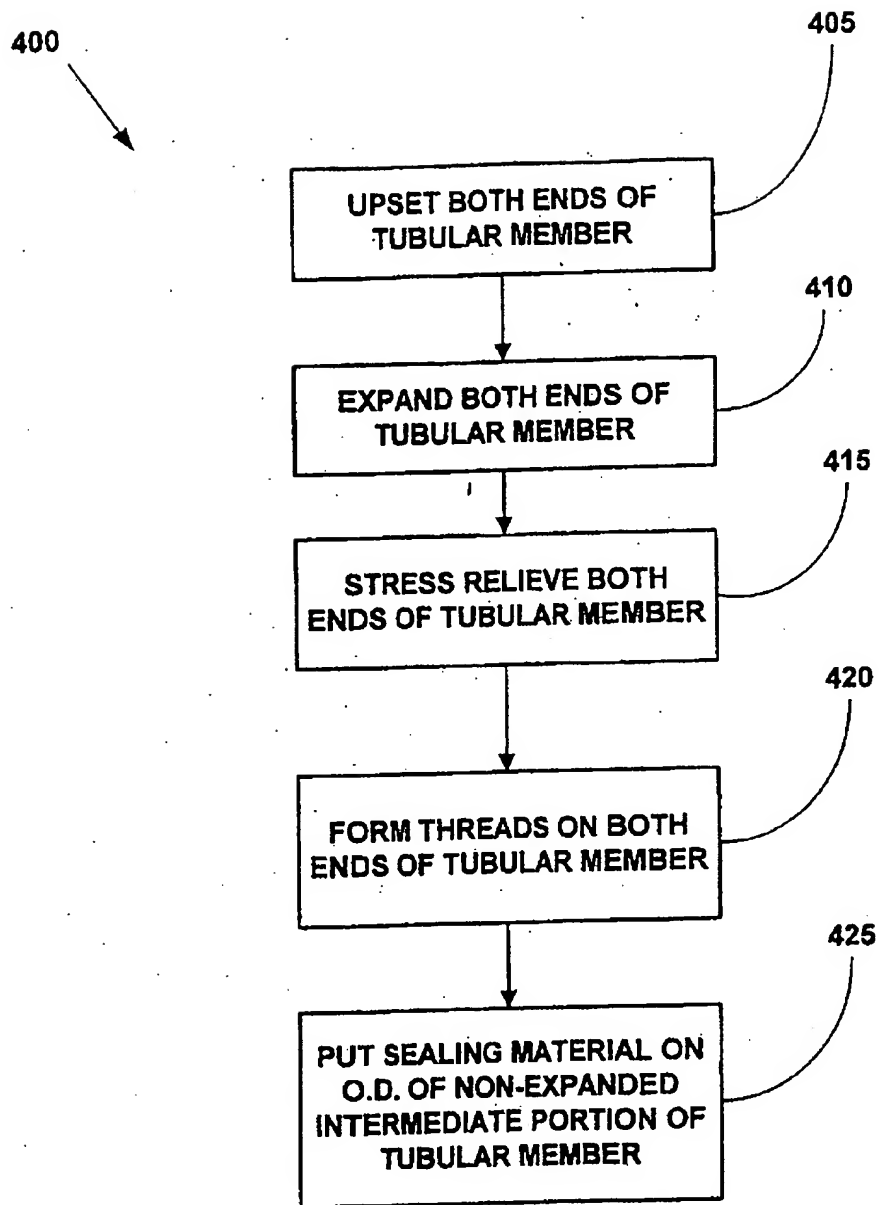 400
405
UPSET BOTH ENDS OF
TUBULAR MEMBER
410
EXPAND BOTH ENDS OF
TUBULAR MEMBER
415
STRESS RELIEVE BOTH
ENDS OF TUBULAR MEMBER
420
FORM THREADS ON BOTH
ENDS OF TUBULAR MEMBER
425
PUT SEALING MATERIAL ON
O.D. OF NON-EXPANDED
INTERMEDIATE PORTION OF
TUBULAR MEMBER